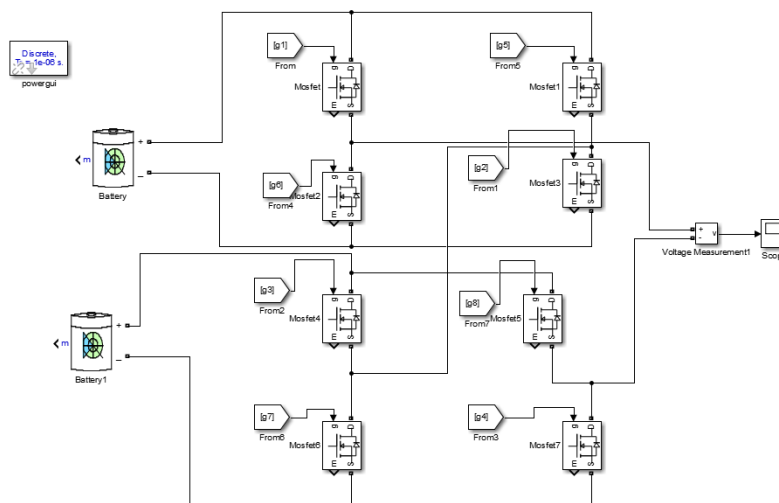 Discrete,
powergui
[g1]
From
g
D
Mosfet
m
S
[g5]
From5
g
D
Mosfet1
m
S
+
m
_
Battery
[g6]
From4
g
D
Mosfet2
m
S
[g2]
From1
g
D
Mosfet3
m
S
+
-
v
Voltage Measurement1
[g3]
From2
g
D
Mosfet4
m
S
[g8]
From7
g
D
Mosfet5
m
S
+
m
_
Battery1
[g7]
From6
g
D
Mosfet6
m
S
[g4]
From3
g
D
Mosfet7
m
S